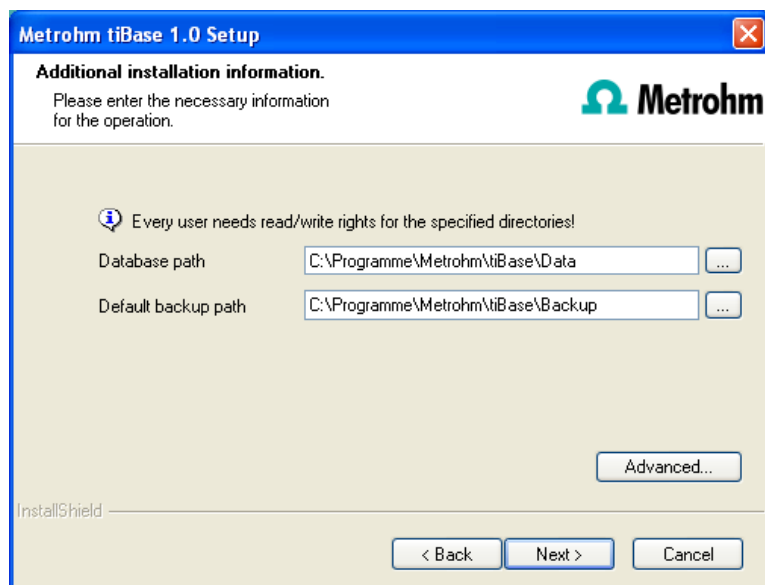 Metrohm tiBase 1.0 Setup
Additional installation information.
Please enter the necessary information
for the operation.
Metrohm
Every user needs read/write rights for the specified directories!
Database path
C:\Programme\Metrohm\tiBase\Data
...
Default backup path
C:\Programme\Metrohm\tiBase\Backup
...
Advanced...
InstallShield
< Back
Next >
Cancel